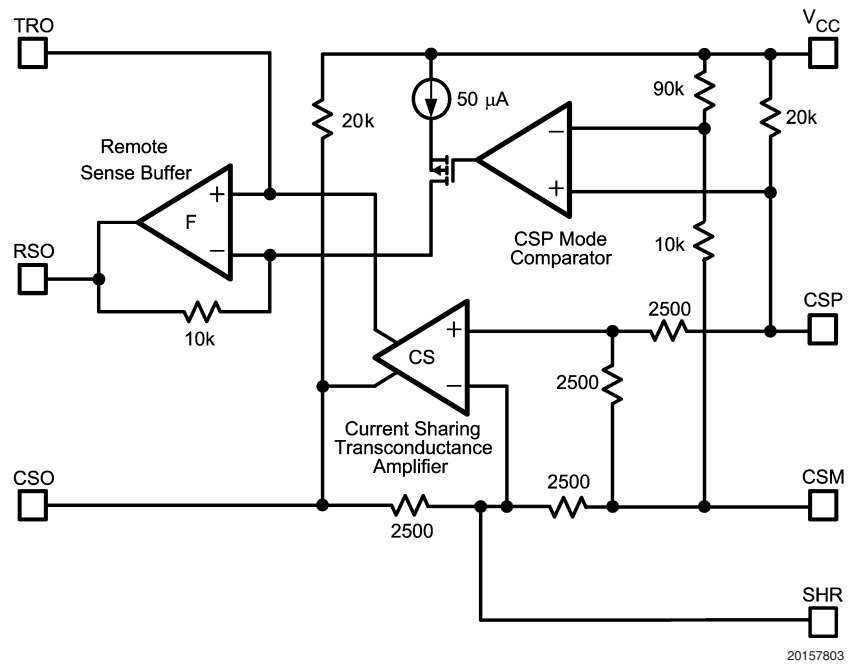 TRO
VCC
50 µA
90k
20k
20k
Remote
Sense Buffer
+
F
−
−
+
CSP Mode
Comparator
RSO
10k
10k
2500
CSP
+
CS
−
2500
Current Sharing
Transconductance
Amplifier
CSO
2500
2500
CSM
SHR
20157803